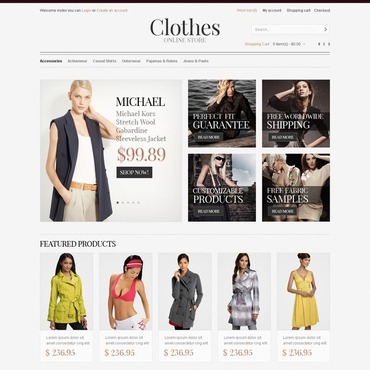 Welcome visitor you can Login or Create an account
Wish list(0) My account Shopping cart Checkout
Clothes
ONLINE STORE
Search...
Shopping Cart 0 item(s) - $0.00
Accessories Activewear Casual Shirts Outerwear Pajamas & Robes Jeans & Pants
MICHAEL
Michael Kors
Stretch Wool
Gabardine
Sleeveless Jacket
$99.89
SHOP NOW!
PERFECT FIT
GUARANTEE
READ MORE
FREE WORLDWIDE
SHIPPING
READ MORE
CUSTOMIZABLE
PRODUCTS
READ MORE
FREE FABRIC
SAMPLES
READ MORE
FEATURED PRODUCTS
Lorem ipsum dolor sit
amet consectetur cing elit
$ 236.95
Lorem ipsum dolor sit
amet consectetur cing elit
$ 236.95
Lorem ipsum dolor sit
amet consectetur cing elit
$ 236.95
Lorem ipsum dolor sit
amet consectetur cing elit
$ 236.95
Lorem ipsum dolor sit
amet consectetur cing elit
$ 236.95